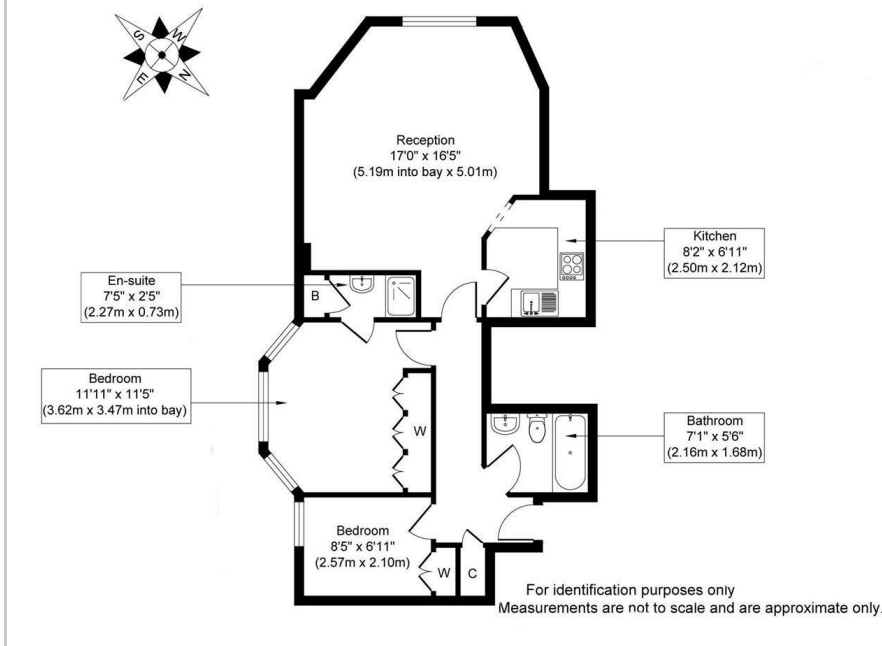 S
W
E
N
Reception
17'0" x 16'5"
(5.19m into bay x 5.01m)
Kitchen
8'2" x 6'11"
(2.50m x 2.12m)
En-suite
7'5" x 2'5"
(2.27m x 0.73m)
B
Bedroom
11'11" x 11'5"
(3.62m x 3.47m into bay)
W
Bathroom
7'1" x 5'6"
(2.16m x 1.68m)
Bedroom
8'5" x 6'11"
(2.57m x 2.10m)
W
C
For identification purposes only
Measurements are not to scale and are approximate only.